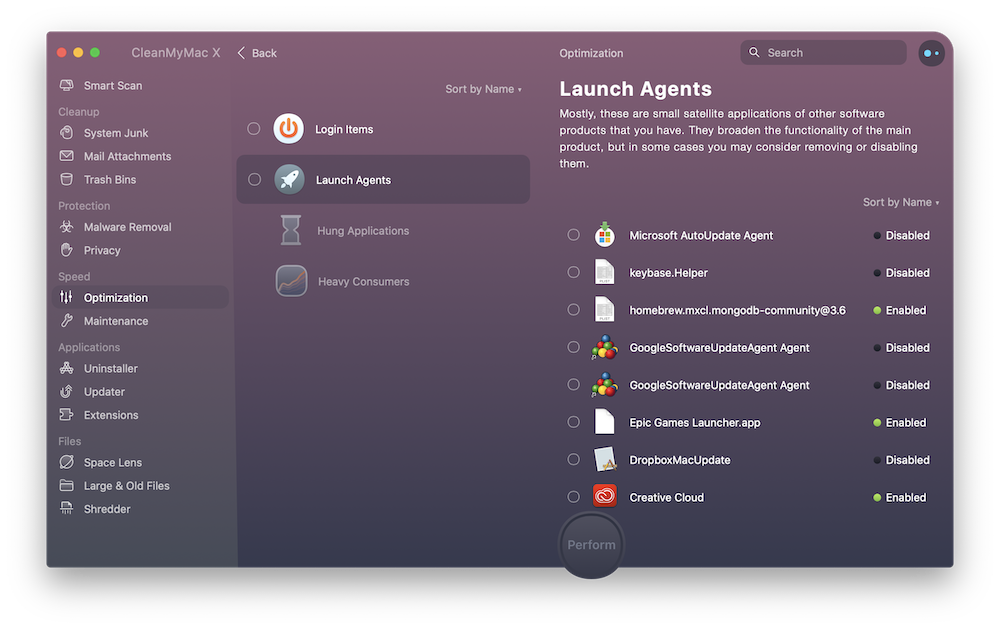 CleanMyMac X
Back
Optimization
Search
Smart Scan
Cleanup
System Junk
Mail Attachments
Trash Bins
Protection
Malware Removal
Privacy
Speed
Optimization
Maintenance
Applications
Uninstaller
Updater
Extensions
Files
Space Lens
Large & Old Files
Shredder
Sort by Name
Login Items
Launch Agents
Hung Applications
Heavy Consumers
Launch Agents
Mostly, these are small satellite applications of other software
products that you have. They broaden the functionality of the main
product, but in some cases you may consider removing or disabling
them.
Sort by Name
Microsoft AutoUpdate Agent Disabled
keybase.Helper Disabled
homebrew.mxcl.mongodb-community@3.6 Enabled
GoogleSoftwareUpdateAgent Agent Disabled
GoogleSoftwareUpdateAgent Agent Disabled
Epic Games Launcher.app Enabled
DropboxMacUpdate Disabled
Creative Cloud Enabled
Perform